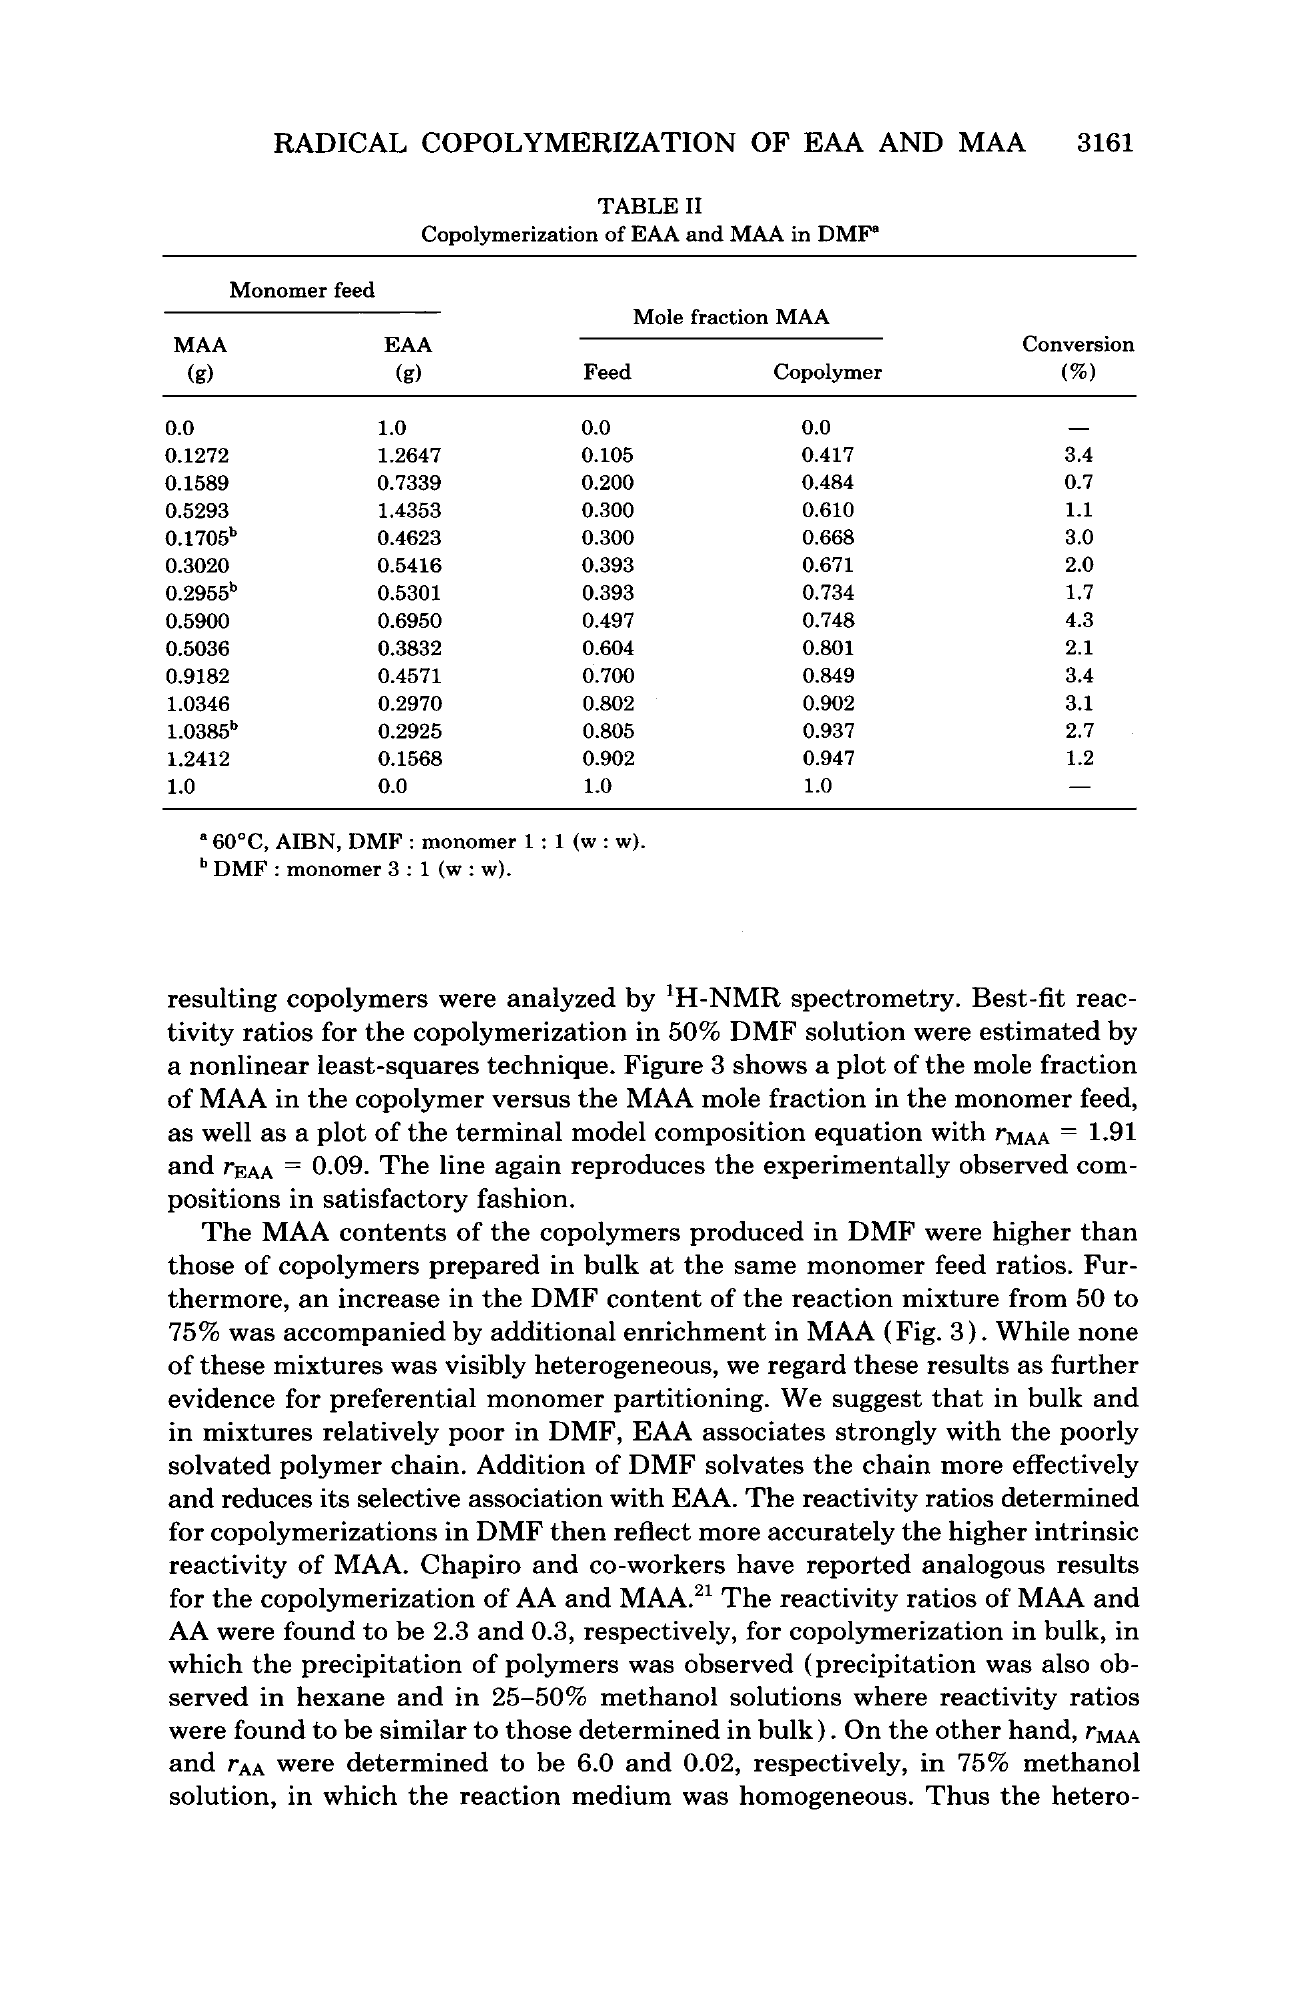 RADICAL COPOLYMERIZATION OF EAA AND MAA 3161
TABLE II
Copolymerization of EAA and MAA in DMFᵃ
Monomer feed
Mole fraction MAA
MAA EAA Conversion
(g) (g) Feed Copolymer (%)
0.0 1.0 0.0 0.0 —
0.1272 1.2647 0.105 0.417 3.4
0.1589 0.7339 0.200 0.484 0.7
0.5293 1.4353 0.300 0.610 1.1
0.1705ᵇ 0.4623 0.300 0.668 3.0
0.3020 0.5416 0.393 0.671 2.0
0.2955ᵇ 0.5301 0.393 0.734 1.7
0.5900 0.6950 0.497 0.748 4.3
0.5036 0.3832 0.604 0.801 2.1
0.9182 0.4571 0.700 0.849 3.4
1.0346 0.2970 0.802 0.902 3.1
1.0385ᵇ 0.2925 0.805 0.937 2.7
1.2412 0.1568 0.902 0.947 1.2
1.0 0.0 1.0 1.0 —
ᵃ 60°C, AIBN, DMF : monomer 1 : 1 (w : w).
ᵇ DMF : monomer 3 : 1 (w : w).
resulting copolymers were analyzed by ¹H-NMR spectrometry. Best-fit reac-
tivity ratios for the copolymerization in 50% DMF solution were estimated by
a nonlinear least-squares technique. Figure 3 shows a plot of the mole fraction
of MAA in the copolymer versus the MAA mole fraction in the monomer feed,
as well as a plot of the terminal model composition equation with rMAA = 1.91
and rEAA = 0.09. The line again reproduces the experimentally observed com-
positions in satisfactory fashion.
The MAA contents of the copolymers produced in DMF were higher than
those of copolymers prepared in bulk at the same monomer feed ratios. Fur-
thermore, an increase in the DMF content of the reaction mixture from 50 to
75% was accompanied by additional enrichment in MAA (Fig. 3). While none
of these mixtures was visibly heterogeneous, we regard these results as further
evidence for preferential monomer partitioning. We suggest that in bulk and
in mixtures relatively poor in DMF, EAA associates strongly with the poorly
solvated polymer chain. Addition of DMF solvates the chain more effectively
and reduces its selective association with EAA. The reactivity ratios determined
for copolymerizations in DMF then reflect more accurately the higher intrinsic
reactivity of MAA. Chapiro and co-workers have reported analogous results
for the copolymerization of AA and MAA.²¹ The reactivity ratios of MAA and
AA were found to be 2.3 and 0.3, respectively, for copolymerization in bulk, in
which the precipitation of polymers was observed (precipitation was also ob-
served in hexane and in 25–50% methanol solutions where reactivity ratios
were found to be similar to those determined in bulk). On the other hand, rMAA
and rAA were determined to be 6.0 and 0.02, respectively, in 75% methanol
solution, in which the reaction medium was homogeneous. Thus the hetero-